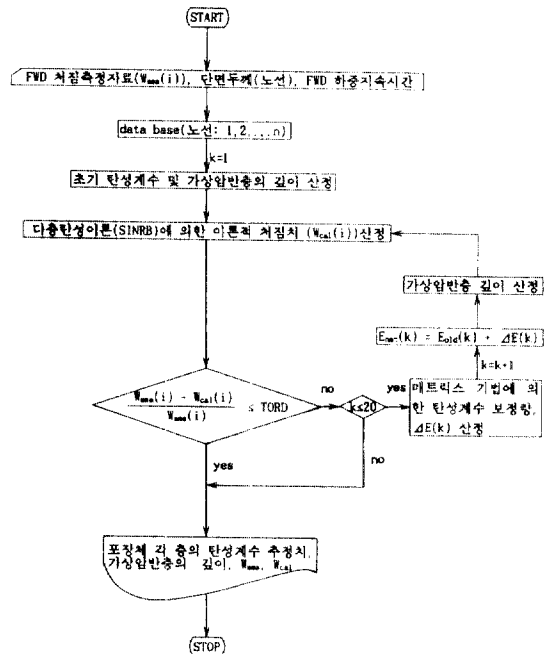 START
FWD 처짐측정자료(Wmea(i)), 단면두께(노선), FWD 하중지속시간
data base(노선: 1,2...,n)
k=1
초기 탄성계수 및 가상암반층의 깊이 산정
다층탄성이론(SINRB)에 의한 이론적 처짐치 (Wcal(i))산정
가상암반층 깊이 산정
Enew(k) = Eold(k) + ΔE(k)
k=k+1
매트릭스 기법에 의
한 탄성계수 보정량,
ΔE(k) 산정
Wmea(i) - Wcal(i)
Wmea(i)
≤ TORD
no
k≤20
yes
no
yes
포장체 각 층의 탄성계수 추정치,
가상암반층의 깊이, Wmea, Wcal
STOP